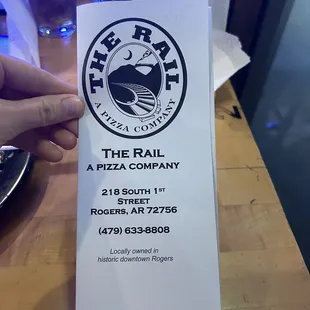 THE RAIL
A PIZZA COMPANY
THE RAIL
A PIZZA COMPANY
218 SOUTH 1ST
STREET
ROGERS, AR 72756
(479) 633-8808
Locally owned in
historic downtown Rogers